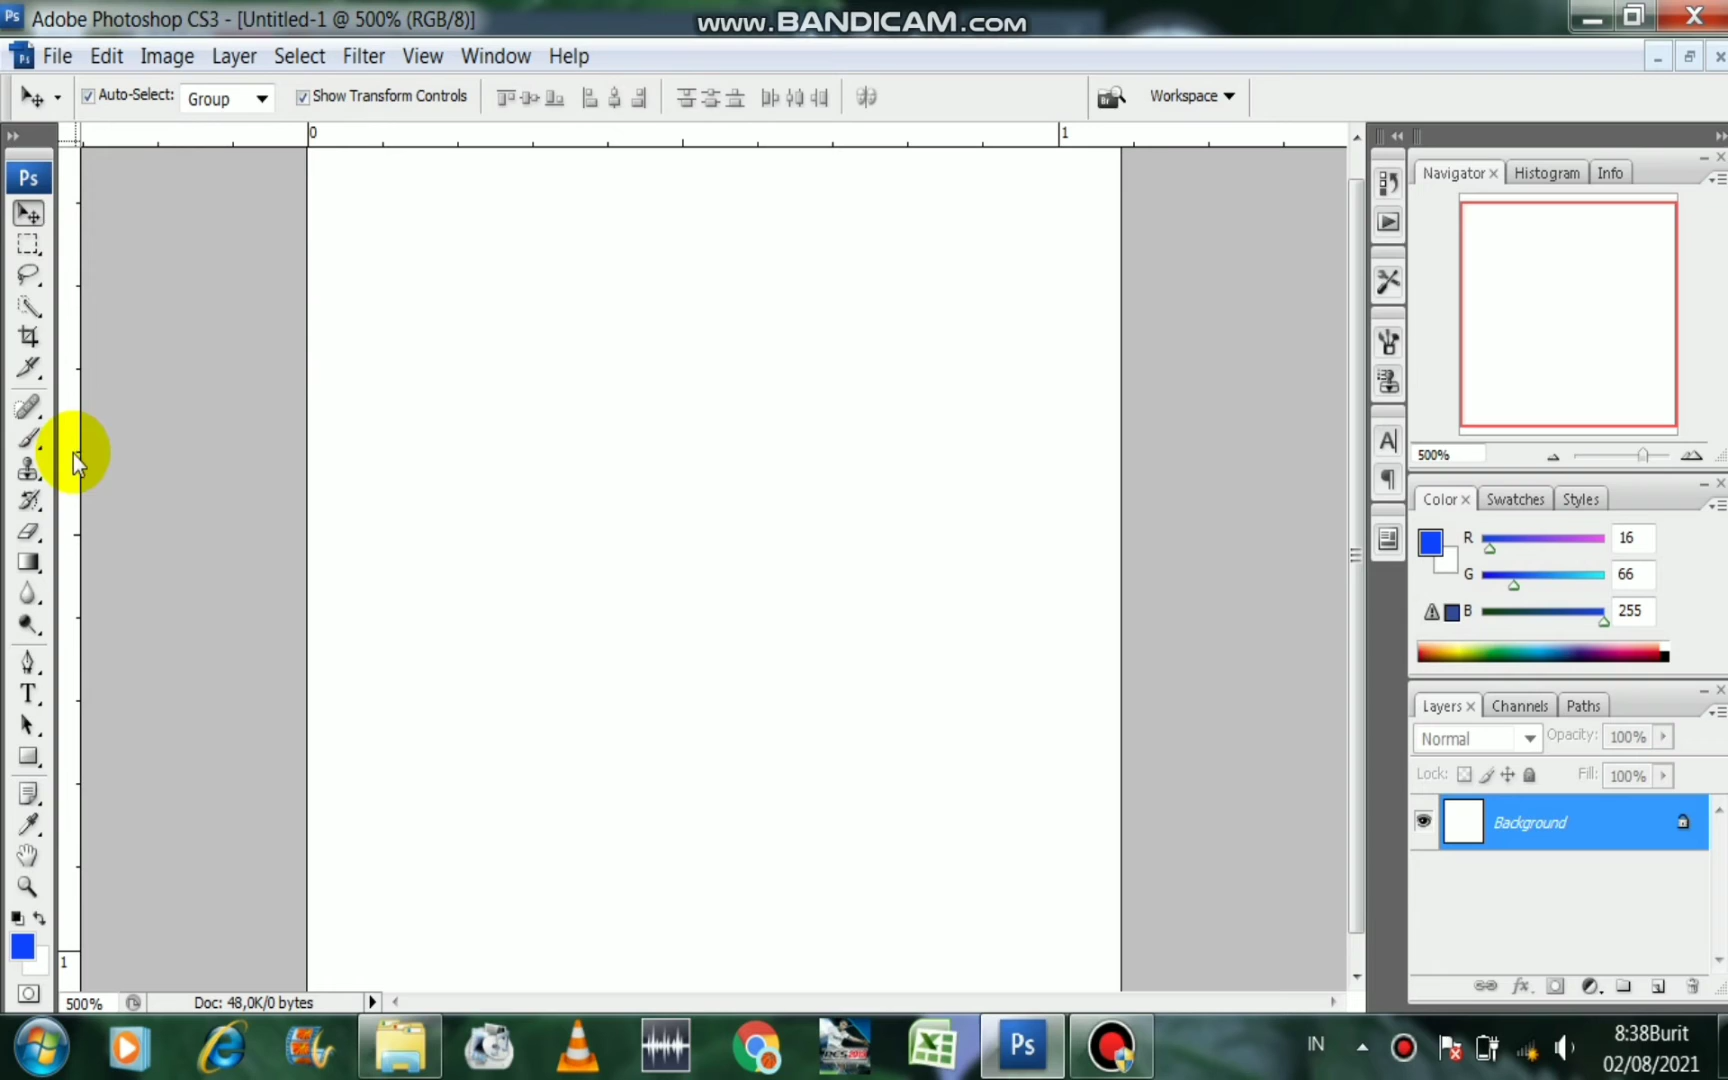 Adobe Photoshop CS3 - [Untitled-1 @ 500% (RGB/8)]
www.BANDICAM.com
File Edit Image Layer Select Filter View Window Help
Auto-Select: Group Show Transform Controls Workspace
0 1
Ps
Navigator Histogram Info
500%
Color Swatches Styles
R 16
G 66
B 255
Layers Channels Paths
Normal Opacity: 100%
Lock: Fill: 100%
Background
1
500% Doc: 48,0K/0 bytes
Ps IN 8:38Burit
02/08/2021